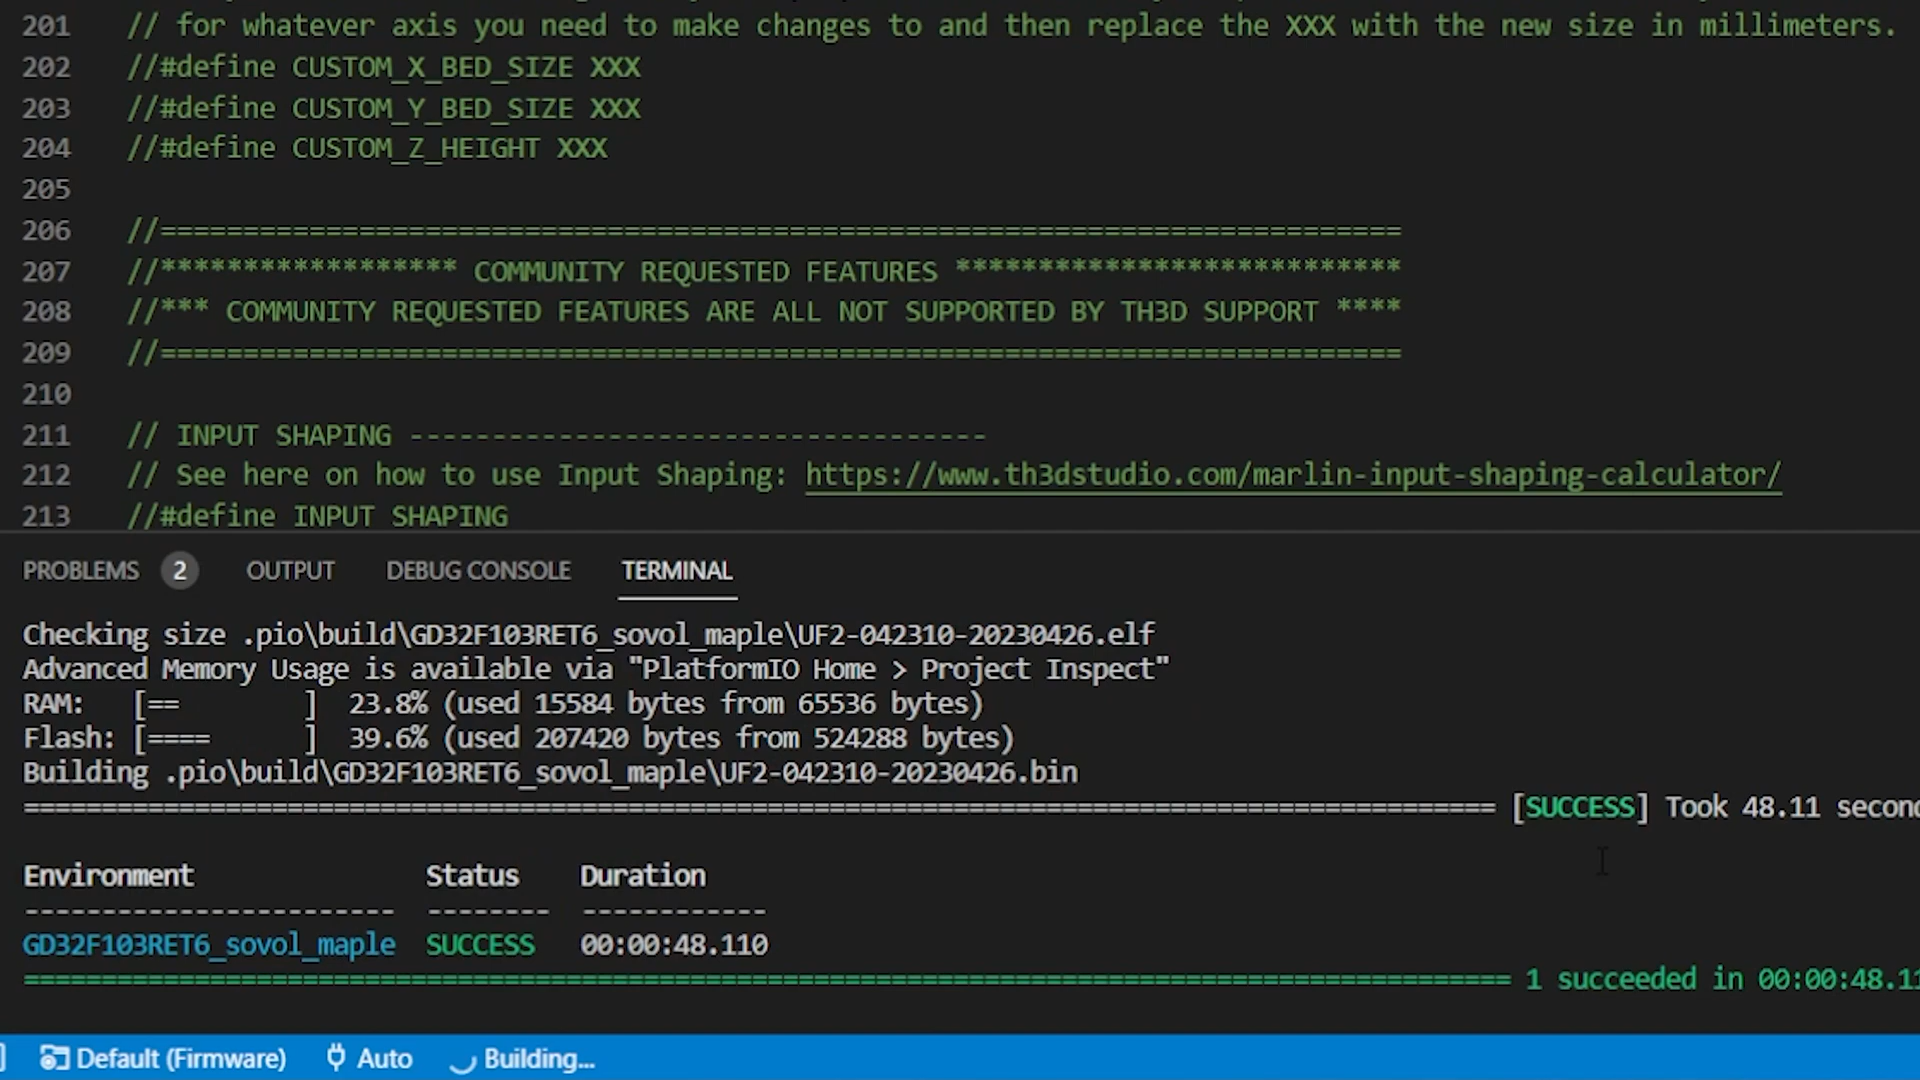 201 // for whatever axis you need to make changes to and then replace the XXX with the new size in millimeters.
202 //#define CUSTOM_X_BED_SIZE XXX
203 //#define CUSTOM_Y_BED_SIZE XXX
204 //#define CUSTOM_Z_HEIGHT XXX
205
206 //===========================================================================
207 //****************** COMMUNITY REQUESTED FEATURES ***************************
208 //*** COMMUNITY REQUESTED FEATURES ARE ALL NOT SUPPORTED BY TH3D SUPPORT ****
209 //===========================================================================
210
211 // INPUT SHAPING -----------------------------------
212 // See here on how to use Input Shaping: https://www.th3dstudio.com/marlin-input-shaping-calculator/
213 //#define INPUT SHAPING
PROBLEMS 2 OUTPUT DEBUG CONSOLE TERMINAL
Checking size .pio\build\GD32F103RET6_sovol_maple\UF2-042310-20230426.elf
Advanced Memory Usage is available via "PlatformIO Home > Project Inspect"
RAM:   [==        ]  23.8% (used 15584 bytes from 65536 bytes)
Flash: [====      ]  39.6% (used 207420 bytes from 524288 bytes)
Building .pio\build\GD32F103RET6_sovol_maple\UF2-042310-20230426.bin
=============================================================================================== [SUCCESS] Took 48.11 second
Environment Status Duration
------------------------ -------- ------------
GD32F103RET6_sovol_maple SUCCESS 00:00:48.110
================================================================================================ 1 succeeded in 00:00:48.11
Default (Firmware) Auto Building...